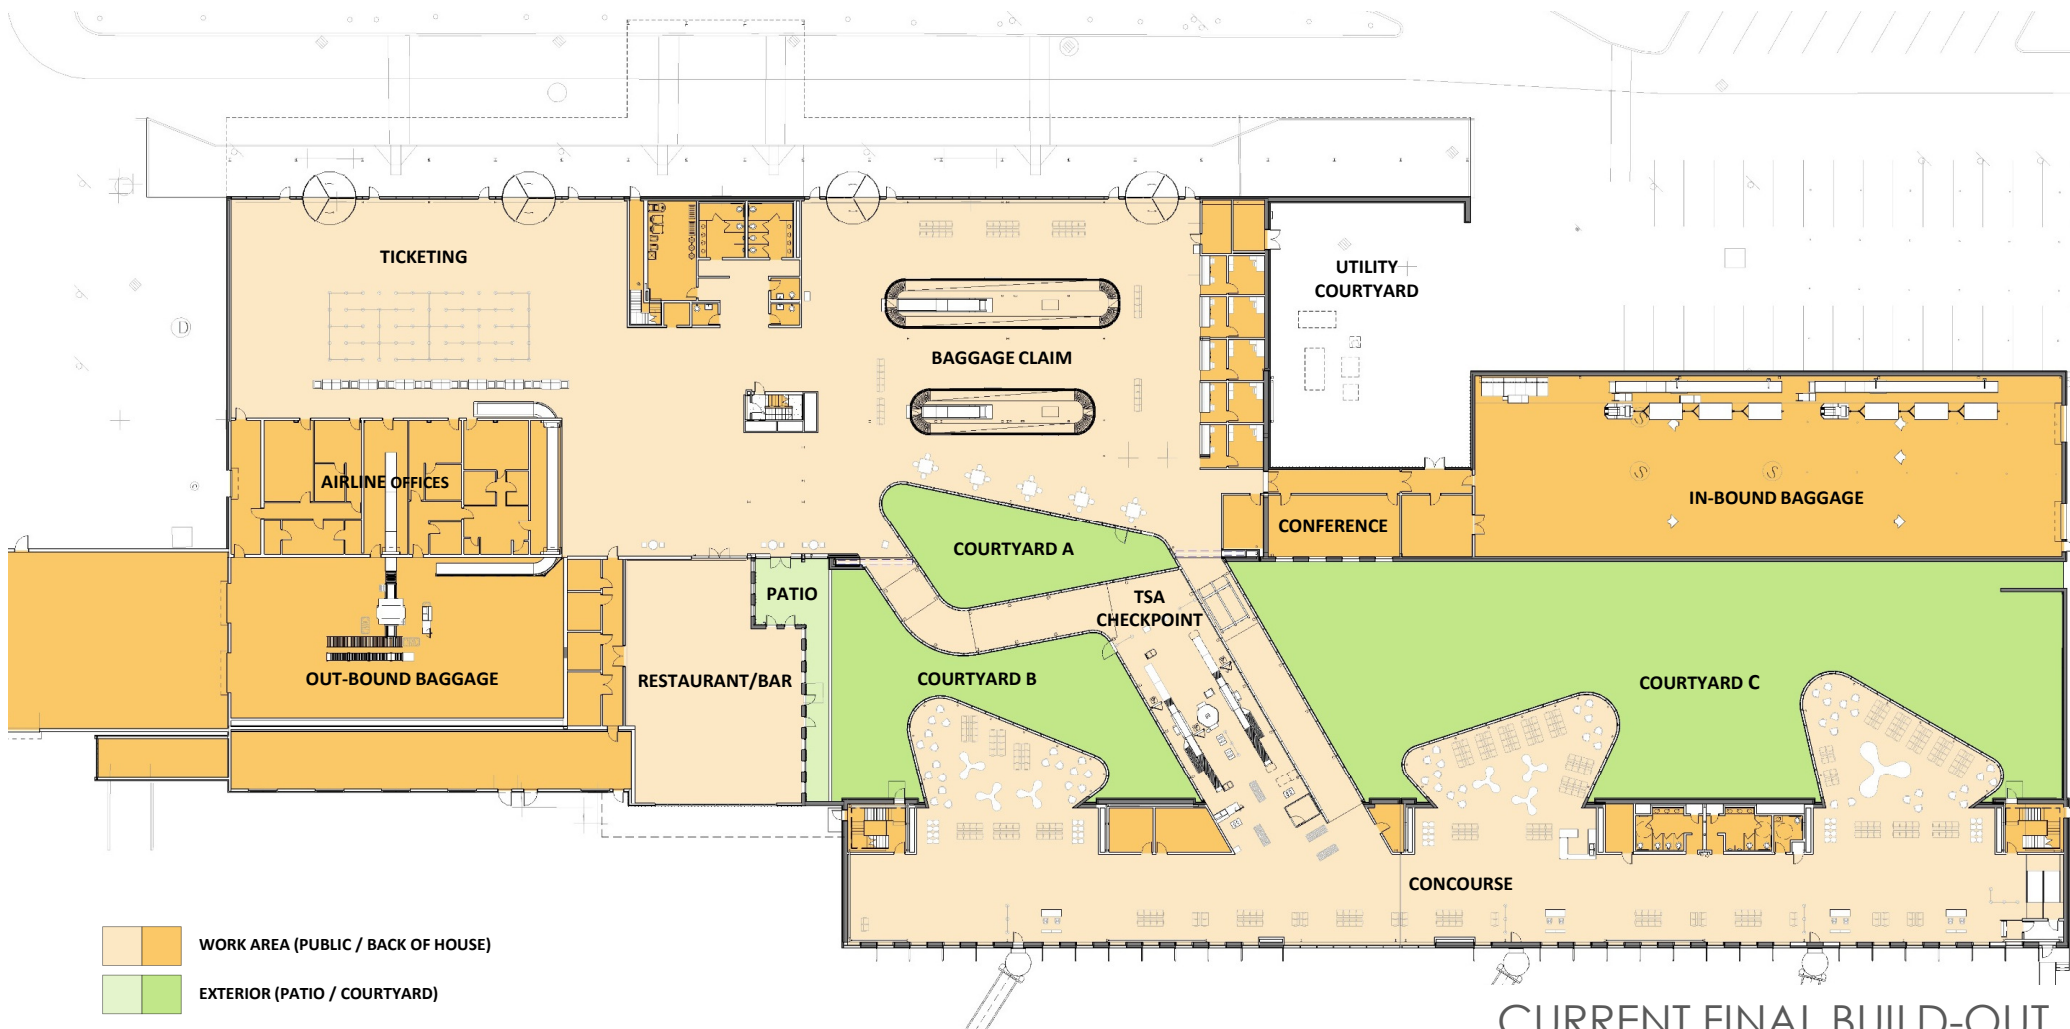 TICKETING
UTILITY
COURTYARD
D
BAGGAGE CLAIM
AIRLINE OFFICES
S
S
S
IN-BOUND BAGGAGE
CONFERENCE
COURTYARD A
PATIO
TSA
CHECKPOINT
OUT-BOUND BAGGAGE
RESTAURANT/BAR
COURTYARD B
COURTYARD C
CONCOURSE
WORK AREA (PUBLIC / BACK OF HOUSE)
EXTERIOR (PATIO / COURTYARD)
CURRENT FINAL BUILD-OUT